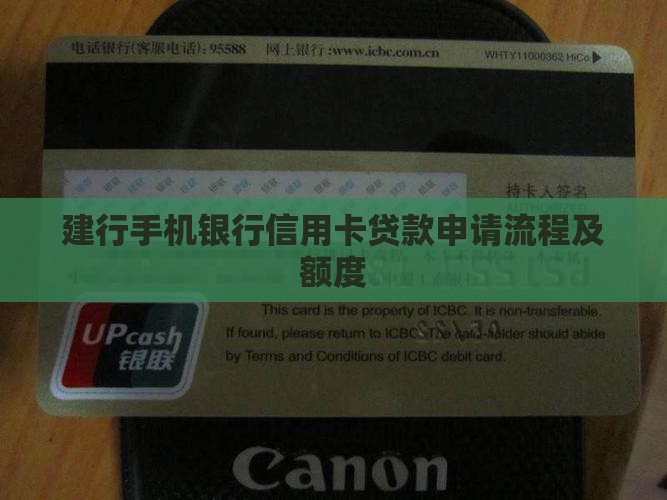 电话银行(客服电话):95588 网上银行:www.icbc.com.cn
WHTY11000362 HiCo
持卡人签名
AUTHORIZED
建行手机银行信用卡贷款申请流程及
额度
This card is the property of ICBC. It is non-transferable.
If found, please return to ICBC. The card-holder should abide
by Terms and Conditions of ICBC debit card.
UPcash
银联
Canon